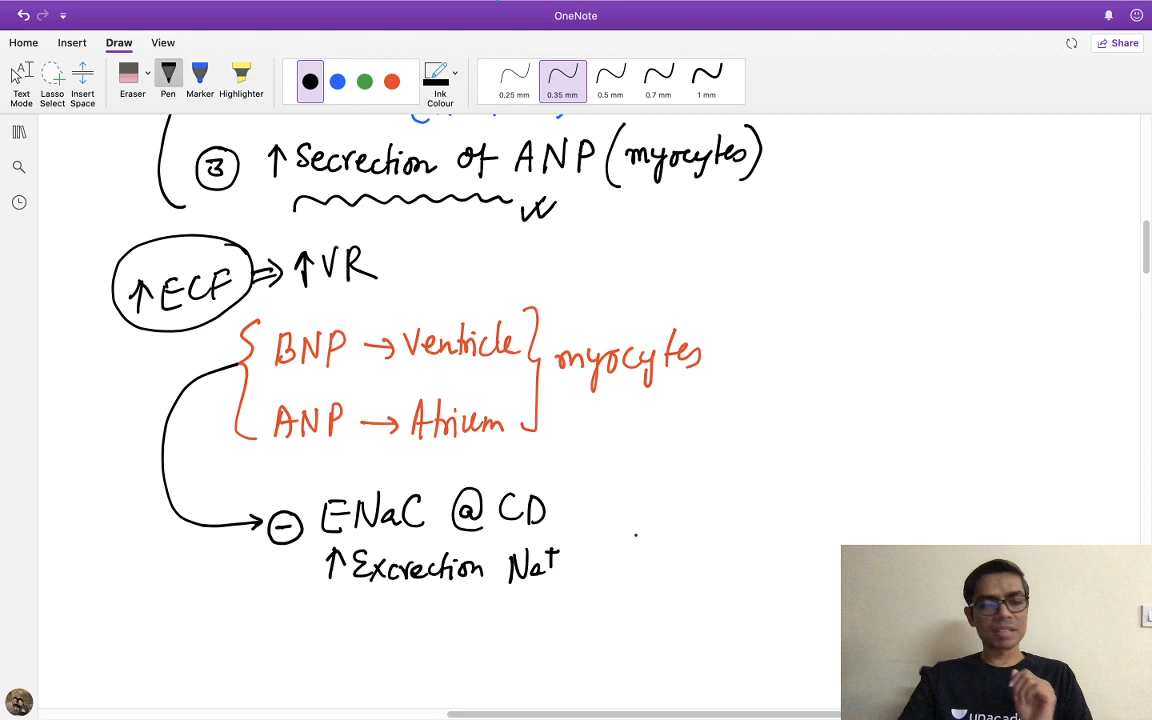 OneNote
Home Insert Draw View
Share
Text Mode
Lasso Select
Insert Space
Eraser
Pen
Marker
Highlighter
Ink Colour
0.25 mm
0.35 mm
0.5 mm
0.7 mm
1 mm
③ ↑ Secretion of ANP (myocytes)
↑ECF ⇒ ↑VR
BNP → Ventricle
myocytes
ANP → Atrium
⊖ ENaC @ CD
↑ Excrection Na+